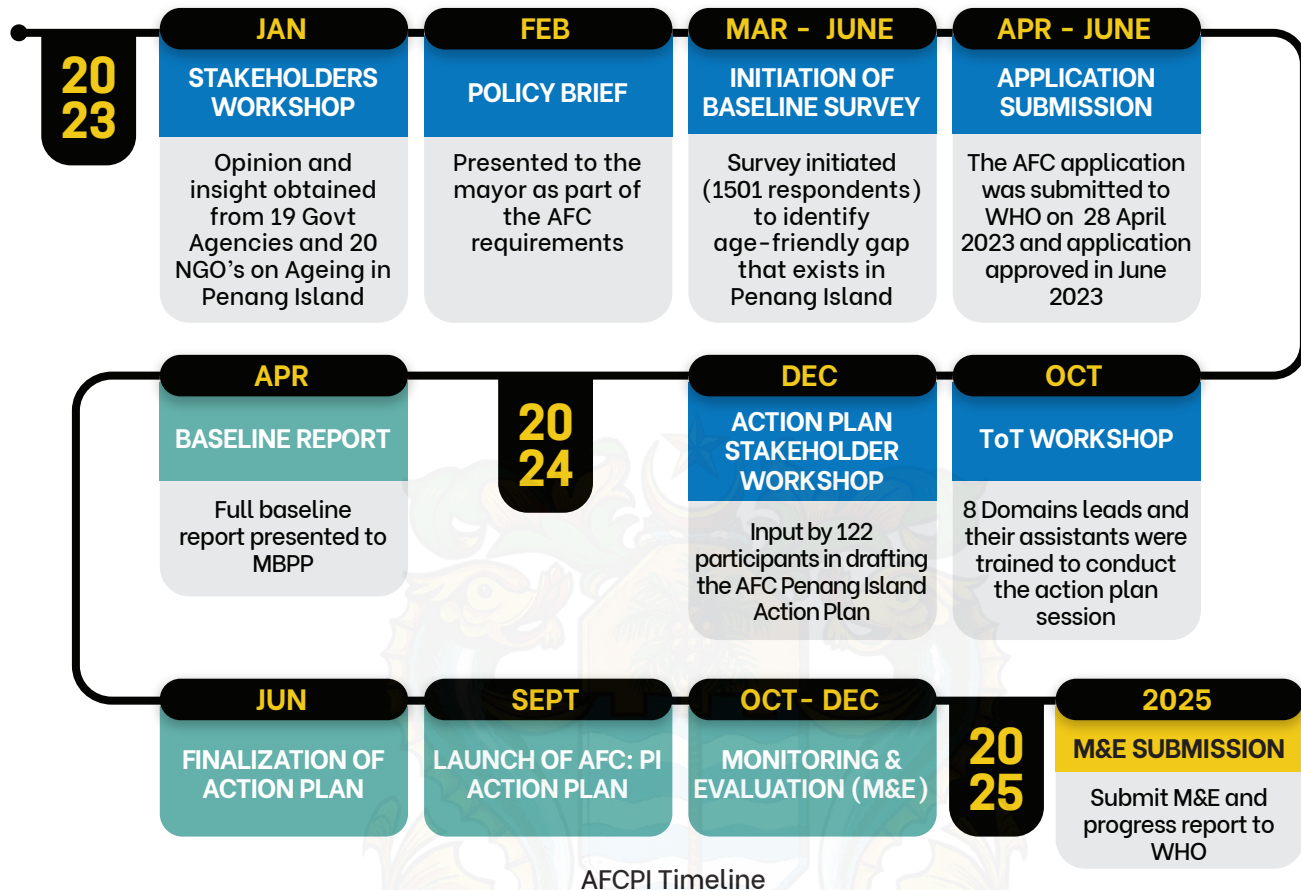 20
23
JAN
STAKEHOLDERS
WORKSHOP
Opinion and
insight obtained
from 19 Govt
Agencies and 20
NGO's on Ageing in
Penang Island
FEB
POLICY BRIEF
Presented to the
mayor as part of
the AFC
requirements
MAR - JUNE
INITIATION OF
BASELINE SURVEY
Survey initiated
(1501 respondents)
to identify
age-friendly gap
that exists in
Penang Island
APR - JUNE
APPLICATION
SUBMISSION
The AFC application
was submitted to
WHO on 28 April
2023 and application
approved in June
2023
OCT
ToT WORKSHOP
8 Domains leads and
their assistants were
trained to conduct
the action plan
session
DEC
ACTION PLAN
STAKEHOLDER
WORKSHOP
Input by 122
participants in drafting
the AFC Penang Island
Action Plan
20
24
APR
BASELINE REPORT
Full baseline
report presented to
MBPP
JUN
FINALIZATION OF
ACTION PLAN
SEPT
LAUNCH OF AFC: PI
ACTION PLAN
OCT- DEC
MONITORING &
EVALUATION (M&E)
20
25
2025
M&E SUBMISSION
Submit M&E and
progress report to
WHO
AFCPI Timeline